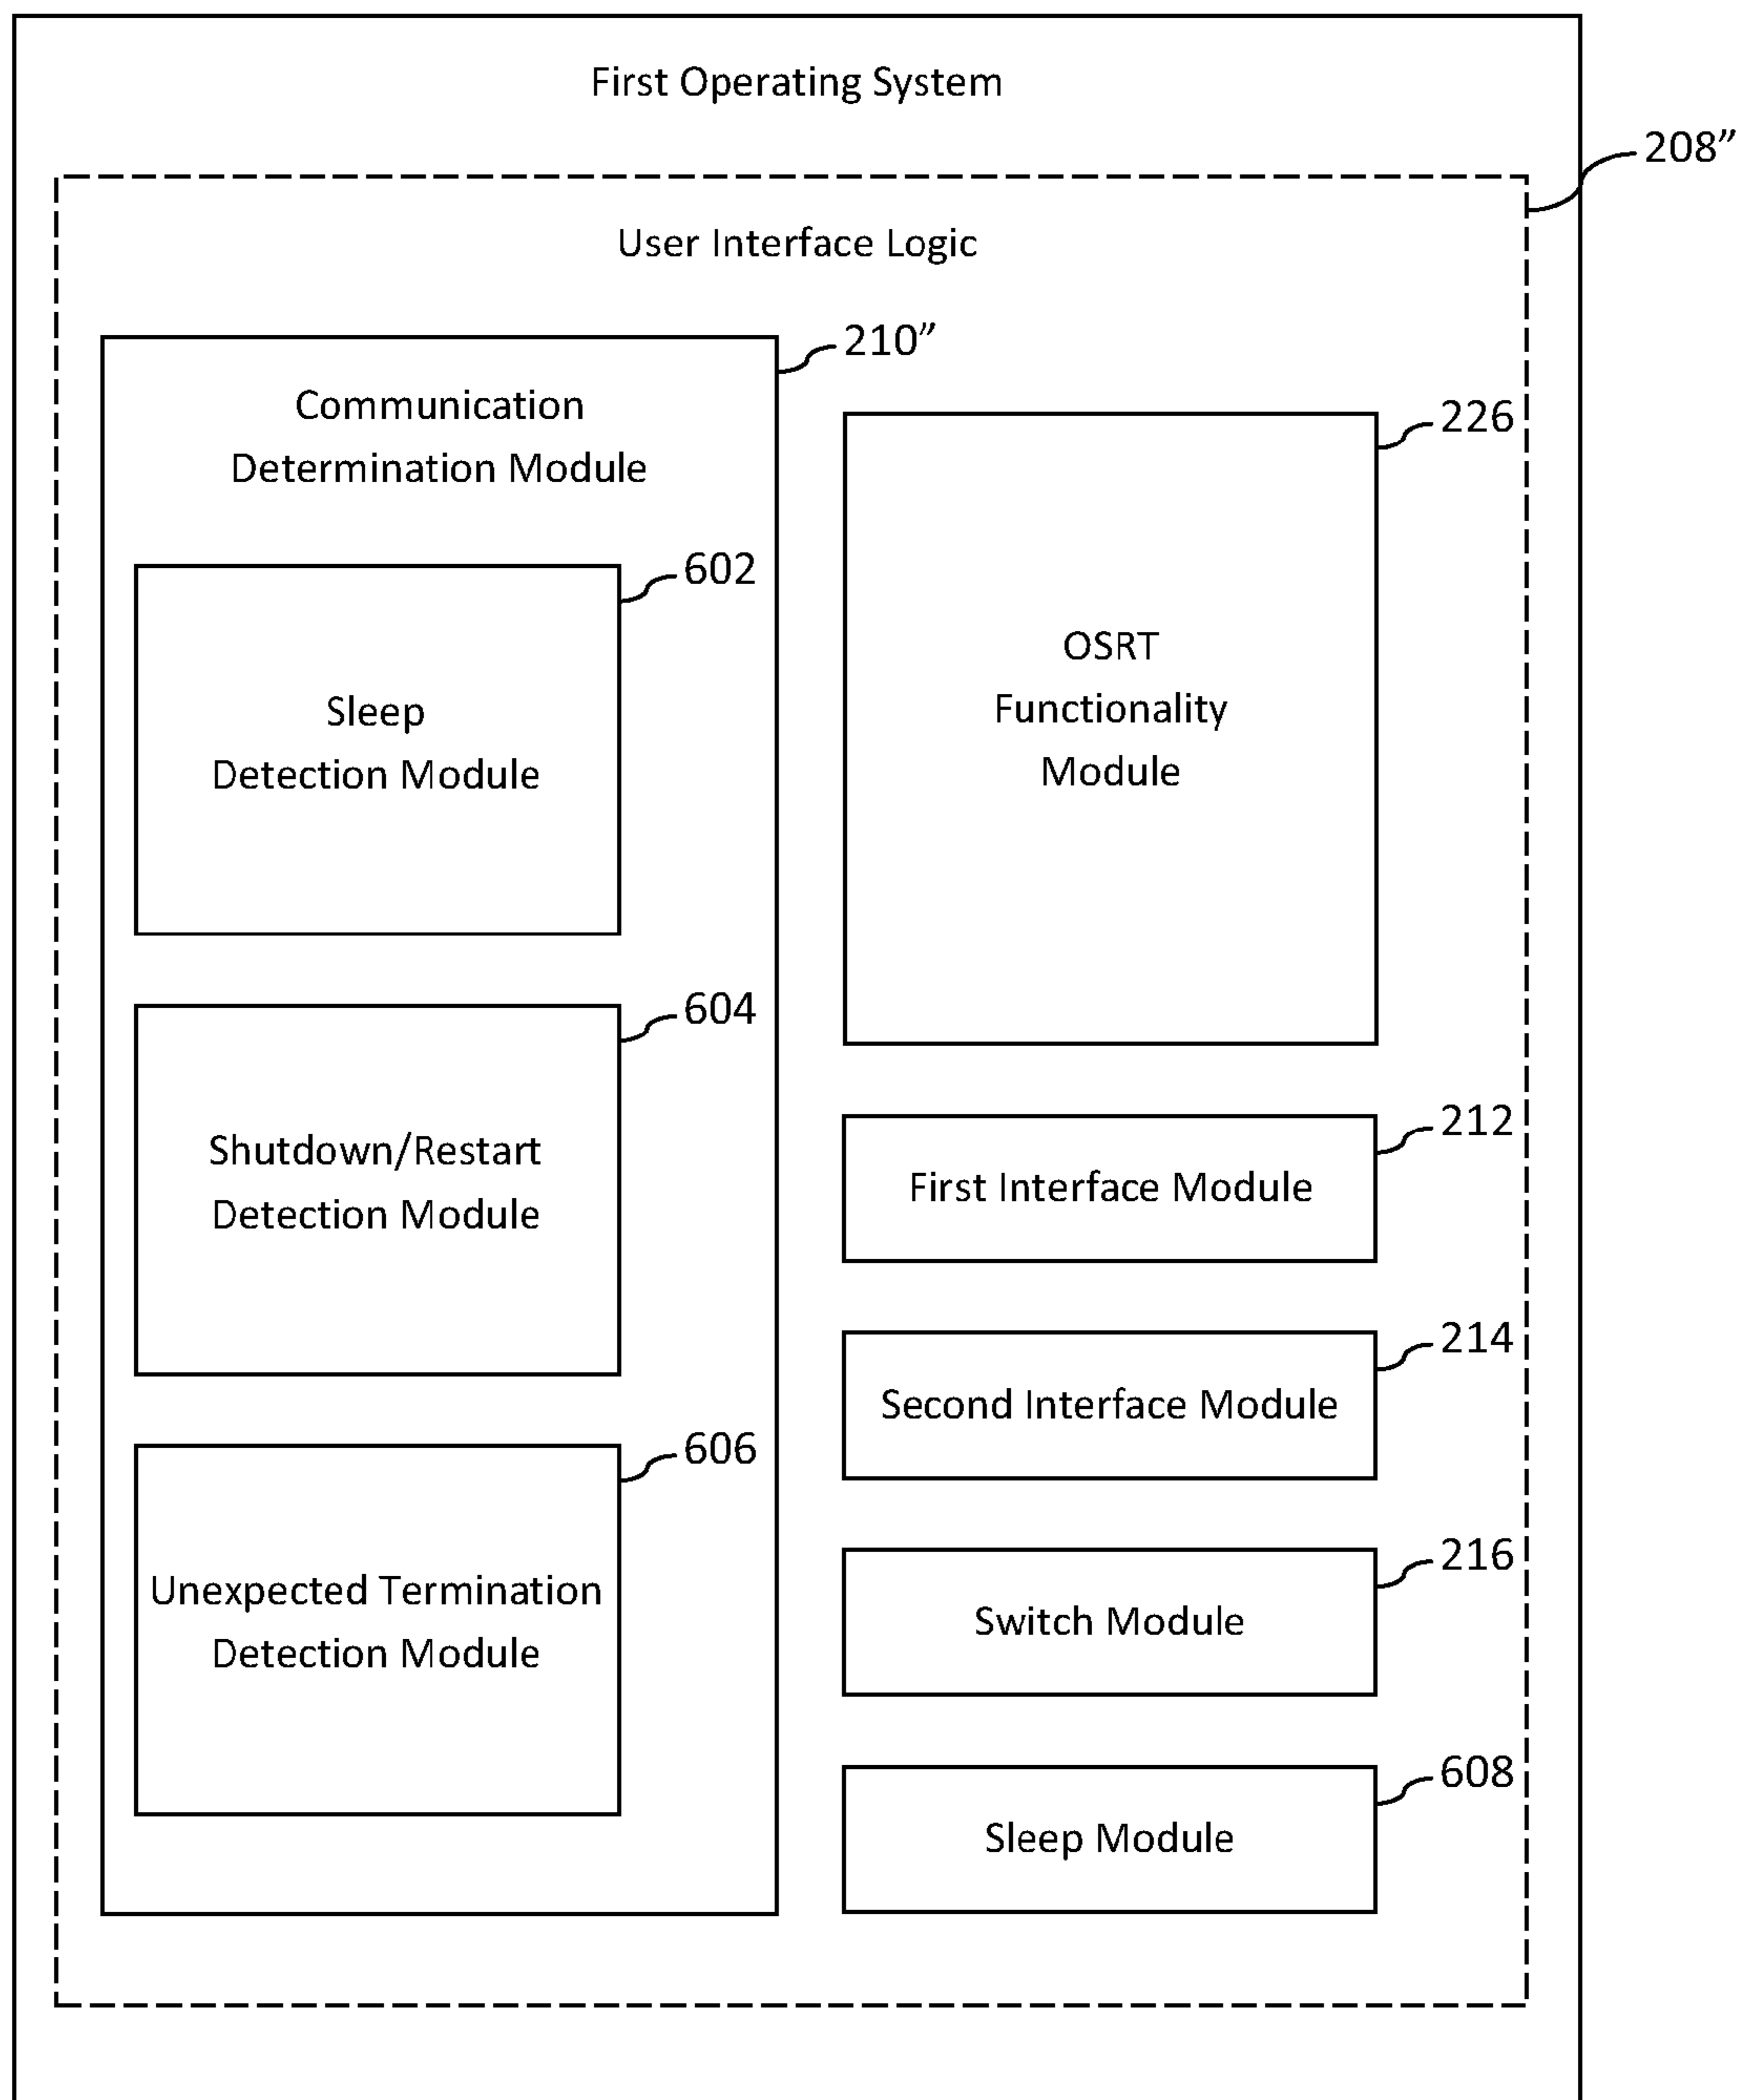 First Operating System
208”
User Interface Logic
210”
Communication
Determination Module
226
602
Sleep
Detection Module
OSRT
Functionality
Module
604
Shutdown/Restart
Detection Module
212
First Interface Module
214
Second Interface Module
606
Unexpected Termination
Detection Module
216
Switch Module
608
Sleep Module